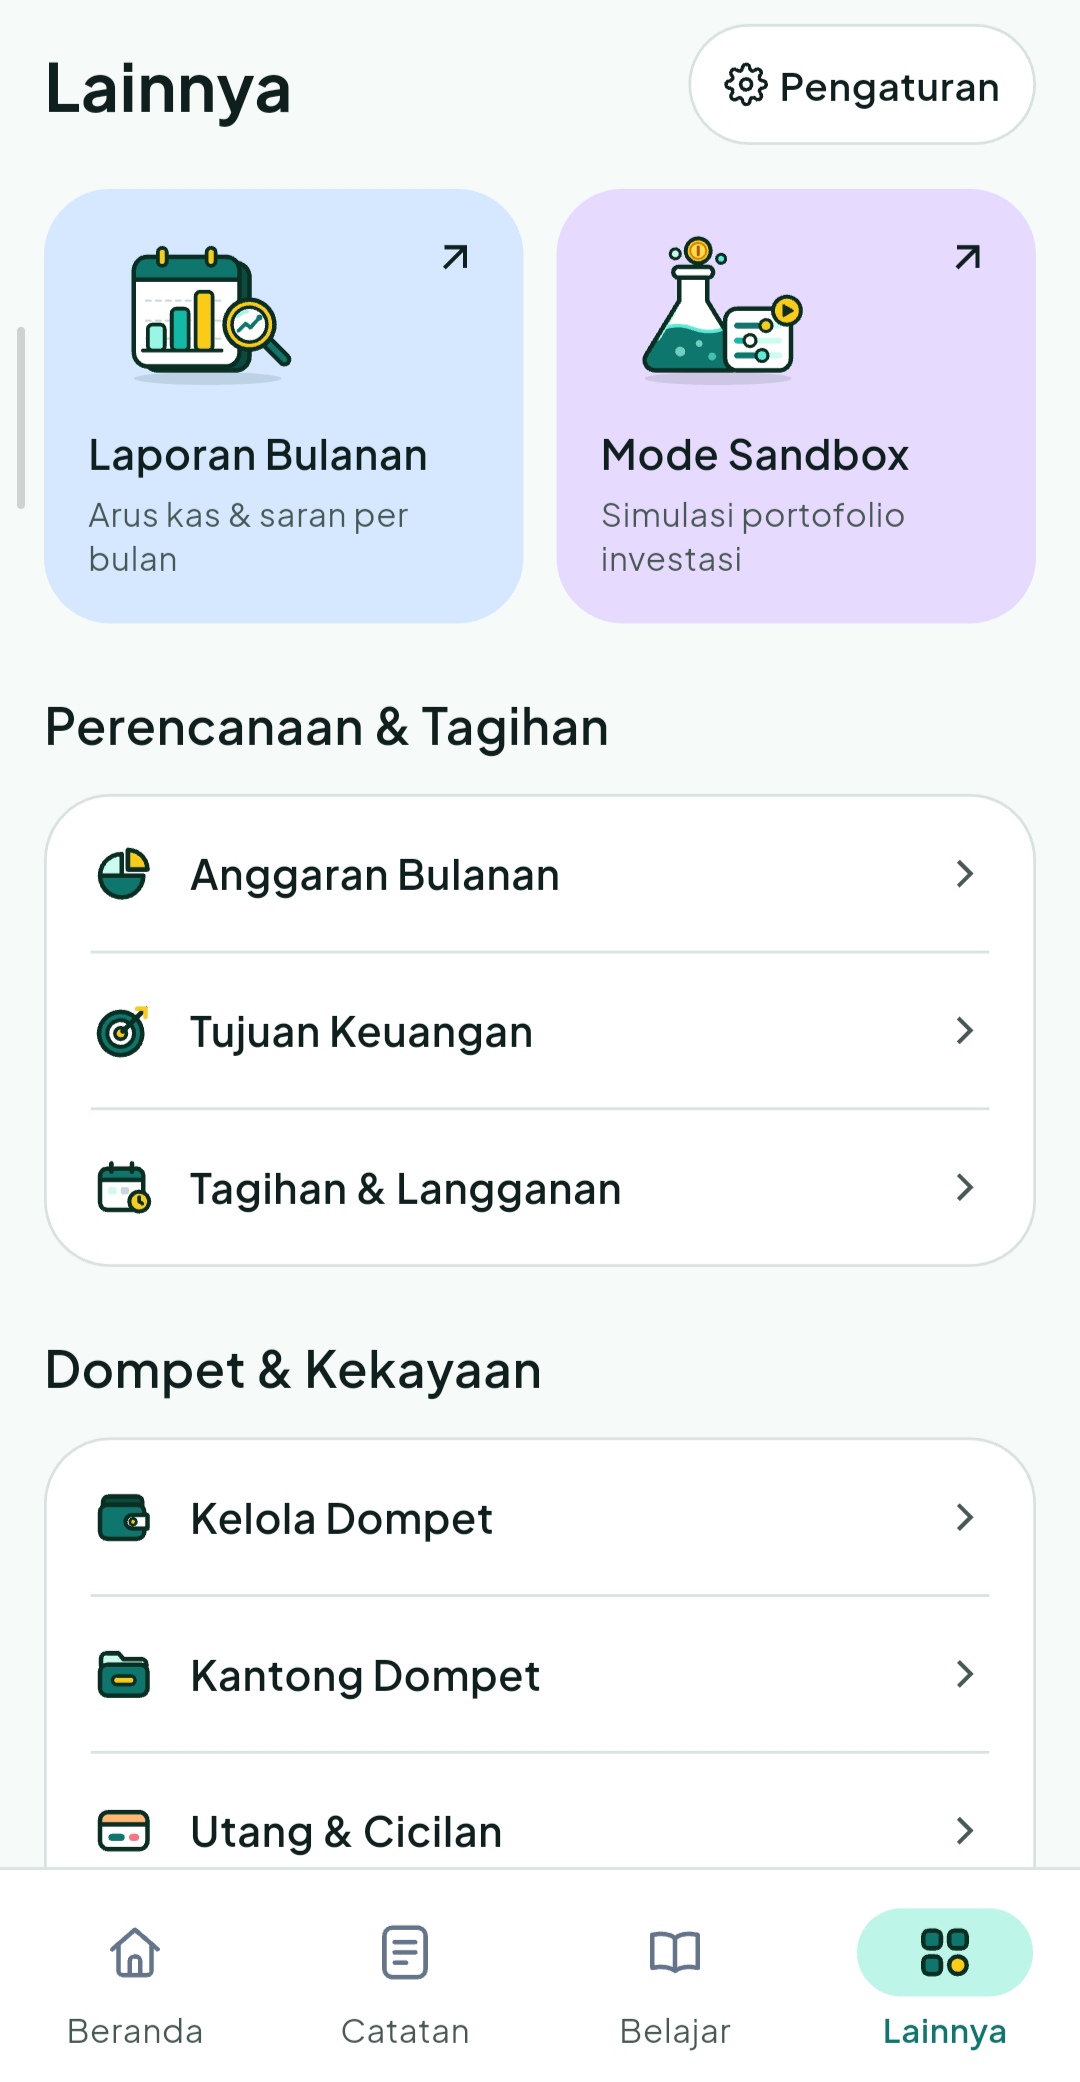 Lainnya
Pengaturan
Laporan Bulanan
Arus kas & saran per
bulan
Mode Sandbox
Simulasi portofolio
investasi
Perencanaan & Tagihan
Anggaran Bulanan
Tujuan Keuangan
Tagihan & Langganan
Dompet & Kekayaan
Kelola Dompet
Kantong Dompet
Utang & Cicilan
Beranda
Catatan
Belajar
Lainnya